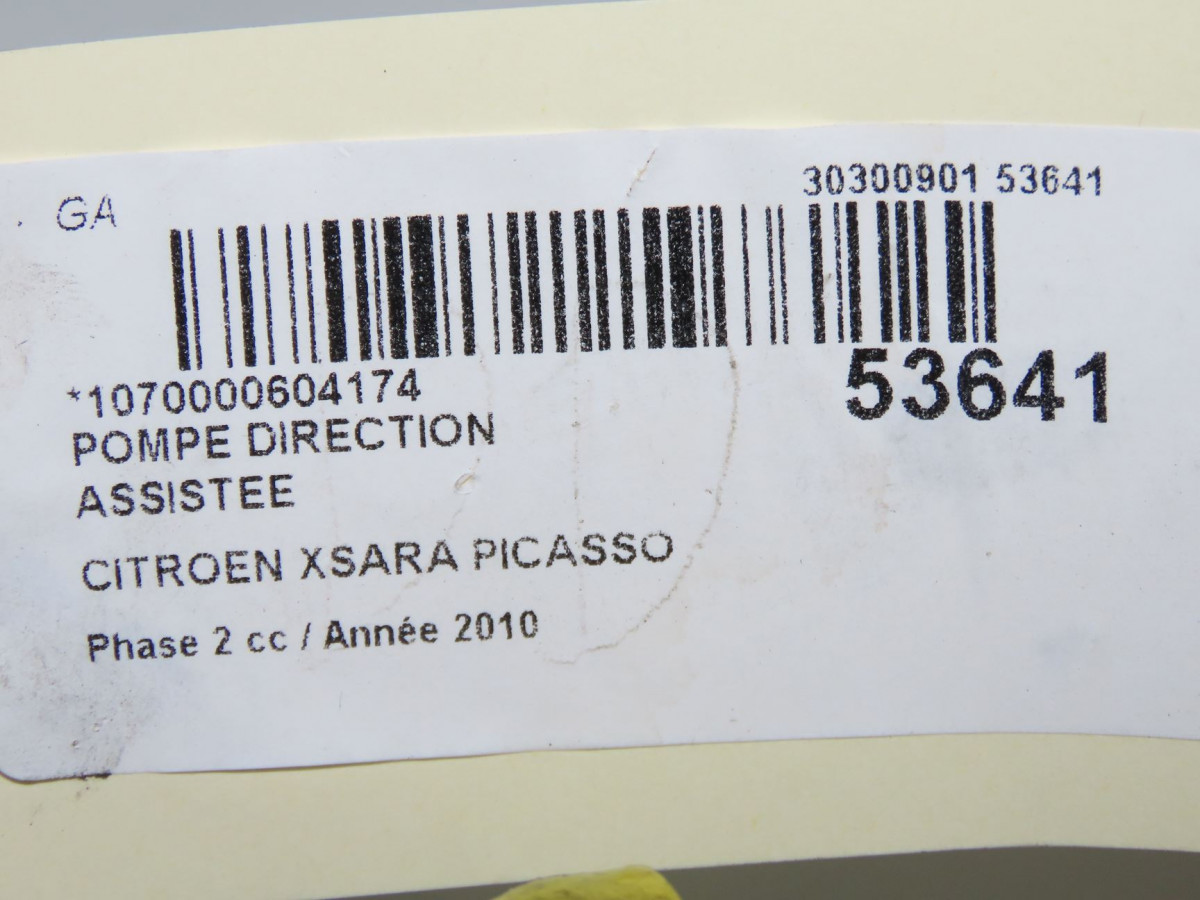 GA
30300901 53641
53641
*1070000604174
POMPE DIRECTION
ASSISTEE
CITROEN XSARA PICASSO
Phase 2 cc / Année 2010